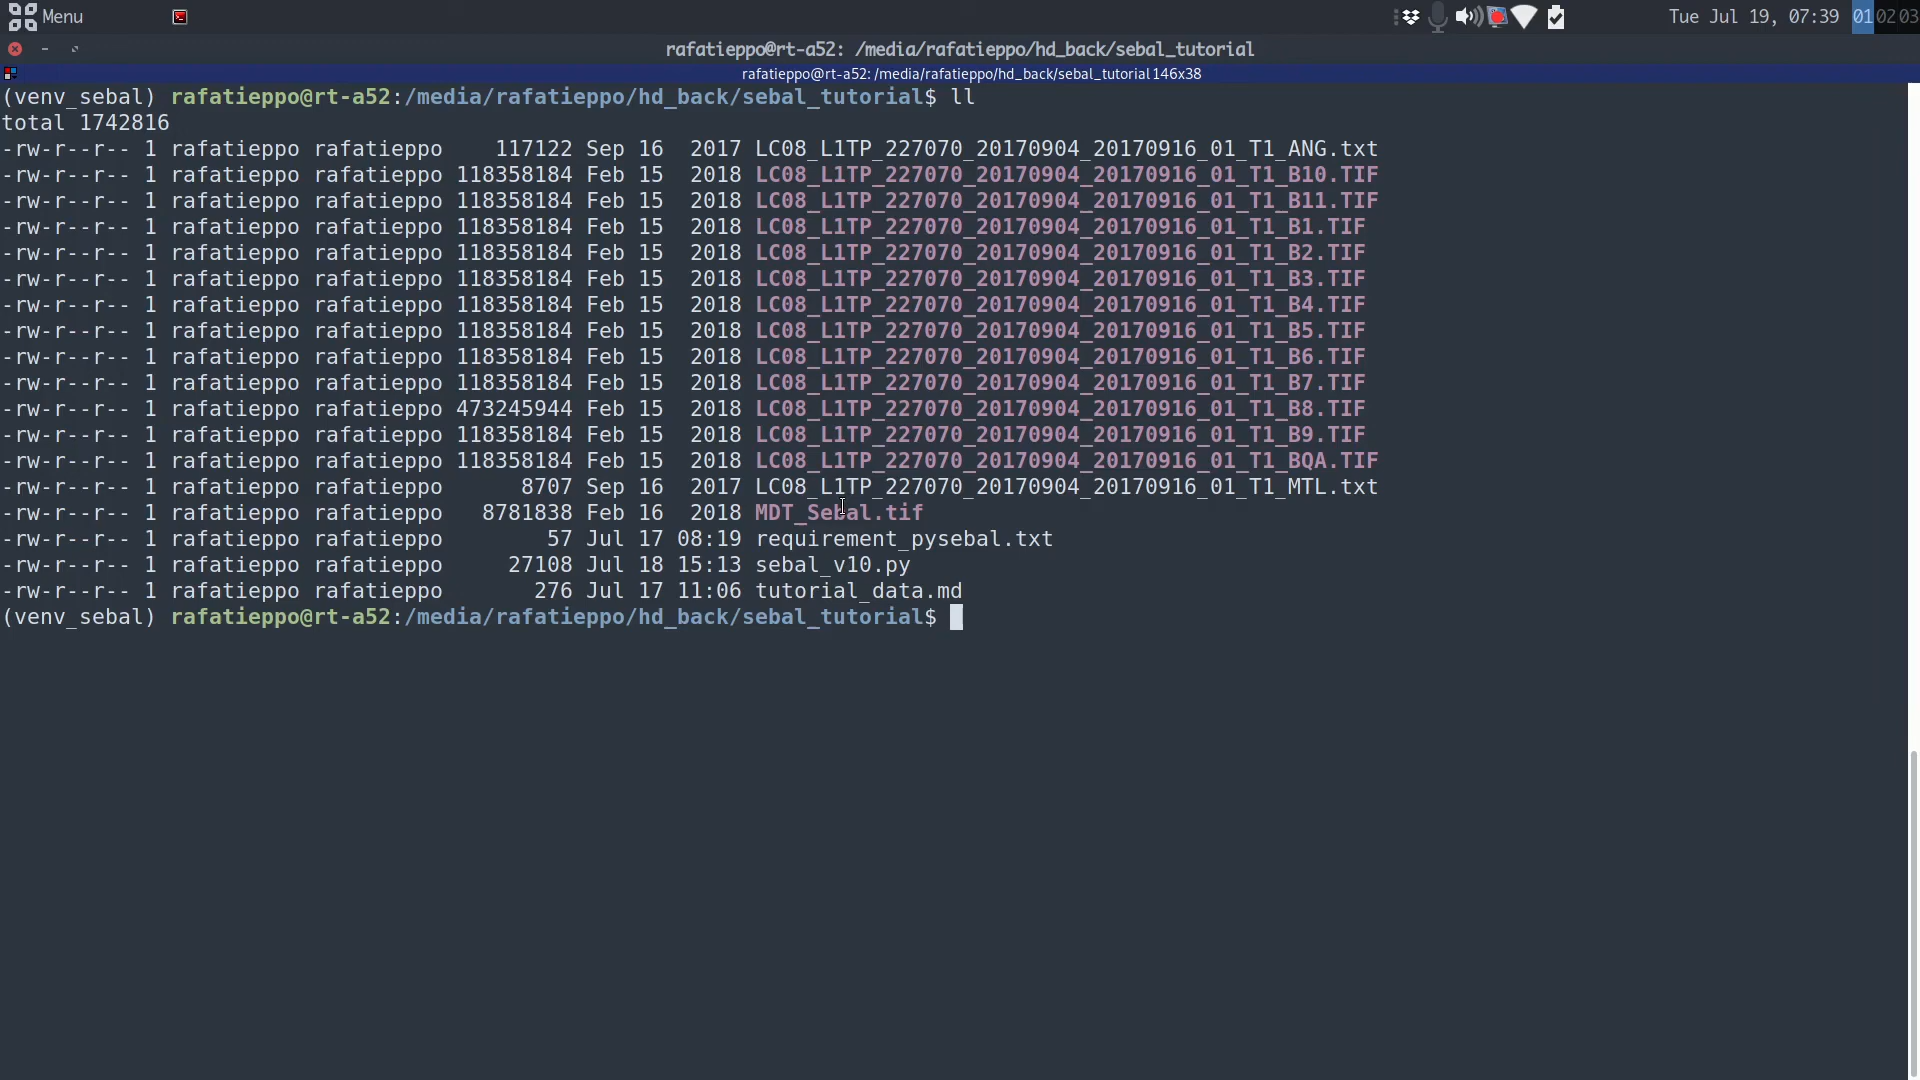 Menu
Tue Jul 19, 07:39 01 02 03
rafatieppo@rt-a52: /media/rafatieppo/hd_back/sebal_tutorial
rafatieppo@rt-a52: /media/rafatieppo/hd_back/sebal_tutorial 146x38
(venv_sebal) rafatieppo@rt-a52:/media/rafatieppo/hd_back/sebal_tutorial$ ll
total 1742816
-rw-r--r-- 1 rafatieppo rafatieppo    117122 Sep 16  2017 LC08_L1TP_227070_20170904_20170916_01_T1_ANG.txt
-rw-r--r-- 1 rafatieppo rafatieppo 118358184 Feb 15  2018 LC08_L1TP_227070_20170904_20170916_01_T1_B10.TIF
-rw-r--r-- 1 rafatieppo rafatieppo 118358184 Feb 15  2018 LC08_L1TP_227070_20170904_20170916_01_T1_B11.TIF
-rw-r--r-- 1 rafatieppo rafatieppo 118358184 Feb 15  2018 LC08_L1TP_227070_20170904_20170916_01_T1_B1.TIF
-rw-r--r-- 1 rafatieppo rafatieppo 118358184 Feb 15  2018 LC08_L1TP_227070_20170904_20170916_01_T1_B2.TIF
-rw-r--r-- 1 rafatieppo rafatieppo 118358184 Feb 15  2018 LC08_L1TP_227070_20170904_20170916_01_T1_B3.TIF
-rw-r--r-- 1 rafatieppo rafatieppo 118358184 Feb 15  2018 LC08_L1TP_227070_20170904_20170916_01_T1_B4.TIF
-rw-r--r-- 1 rafatieppo rafatieppo 118358184 Feb 15  2018 LC08_L1TP_227070_20170904_20170916_01_T1_B5.TIF
-rw-r--r-- 1 rafatieppo rafatieppo 118358184 Feb 15  2018 LC08_L1TP_227070_20170904_20170916_01_T1_B6.TIF
-rw-r--r-- 1 rafatieppo rafatieppo 118358184 Feb 15  2018 LC08_L1TP_227070_20170904_20170916_01_T1_B7.TIF
-rw-r--r-- 1 rafatieppo rafatieppo 473245944 Feb 15  2018 LC08_L1TP_227070_20170904_20170916_01_T1_B8.TIF
-rw-r--r-- 1 rafatieppo rafatieppo 118358184 Feb 15  2018 LC08_L1TP_227070_20170904_20170916_01_T1_B9.TIF
-rw-r--r-- 1 rafatieppo rafatieppo 118358184 Feb 15  2018 LC08_L1TP_227070_20170904_20170916_01_T1_BQA.TIF
-rw-r--r-- 1 rafatieppo rafatieppo      8707 Sep 16  2017 LC08_L1TP_227070_20170904_20170916_01_T1_MTL.txt
-rw-r--r-- 1 rafatieppo rafatieppo   8781838 Feb 16  2018 MDT_Sebal.tif
-rw-r--r-- 1 rafatieppo rafatieppo        57 Jul 17 08:19 requirement_pysebal.txt
-rw-r--r-- 1 rafatieppo rafatieppo     27108 Jul 18 15:13 sebal_v10.py
-rw-r--r-- 1 rafatieppo rafatieppo       276 Jul 17 11:06 tutorial_data.md
(venv_sebal) rafatieppo@rt-a52:/media/rafatieppo/hd_back/sebal_tutorial$